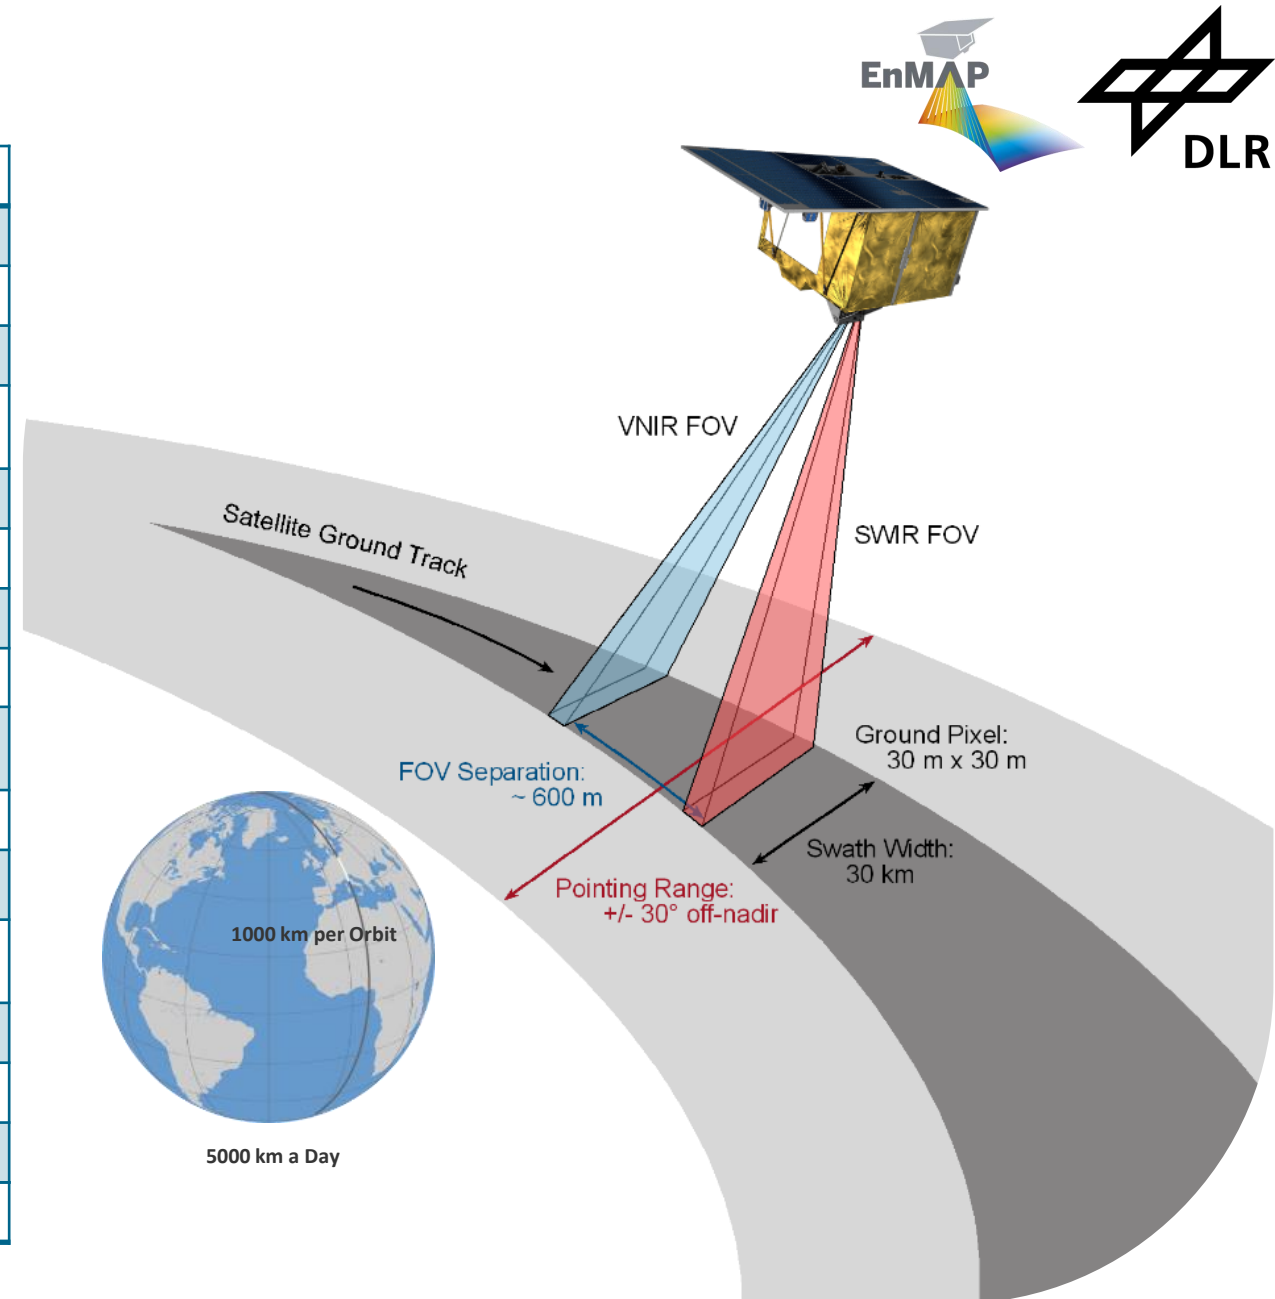 EnMAP
DLR
VNIR FOV
SWIR FOV
Satellite Ground Track
Ground Pixel:
30 m x 30 m
FOV Separation:
~ 600 m
Swath Width:
30 km
Pointing Range:
+/- 30° off-nadir
1000 km per Orbit
5000 km a Day